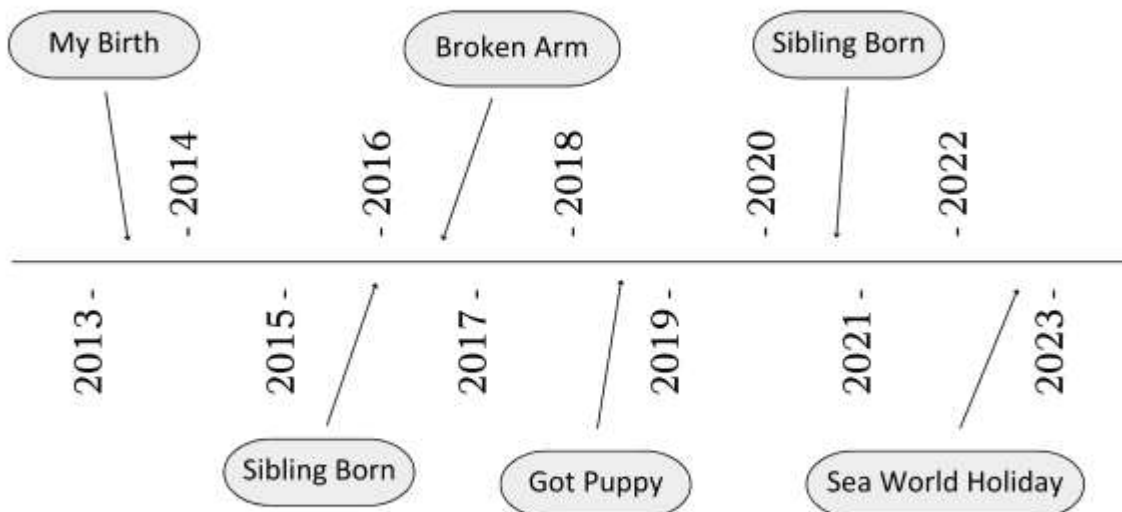 My Birth
Broken Arm
Sibling Born
- 2014
- 2016
- 2018
- 2020
- 2022
2013 -
2015 -
2017 -
2019 -
2021 -
2023 -
Sibling Born
Got Puppy
Sea World Holiday